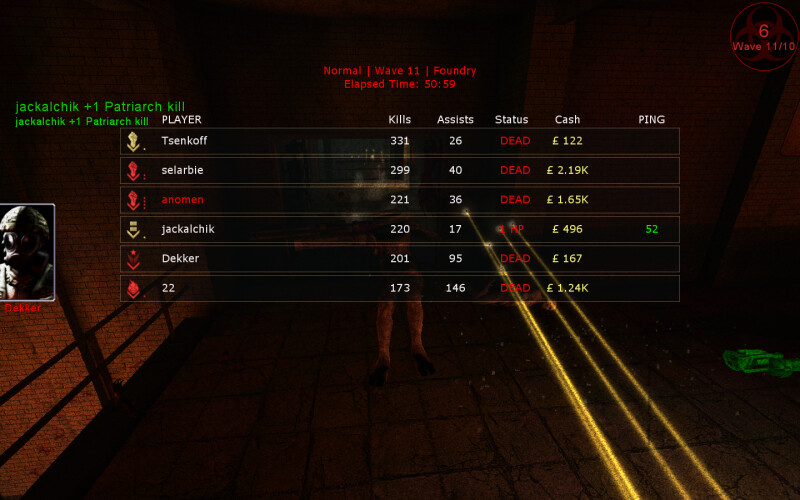 6
Wave 11/10
Normal | Wave 11 | Foundry
Elapsed Time: 50:59
jackalchik +1 Patriarch kill
jackalchik +1 Patriarch kill
PLAYER Kills Assists Status Cash PING
Tsenkoff 331 26 DEAD £ 122
selarbie 299 40 DEAD £ 2.19K
anomen 221 36 DEAD £ 1.65K
jackalchik 220 17 HP £ 496 52
Dekker 201 95 DEAD £ 167
22 173 146 DEAD £ 1.24K
Dekker